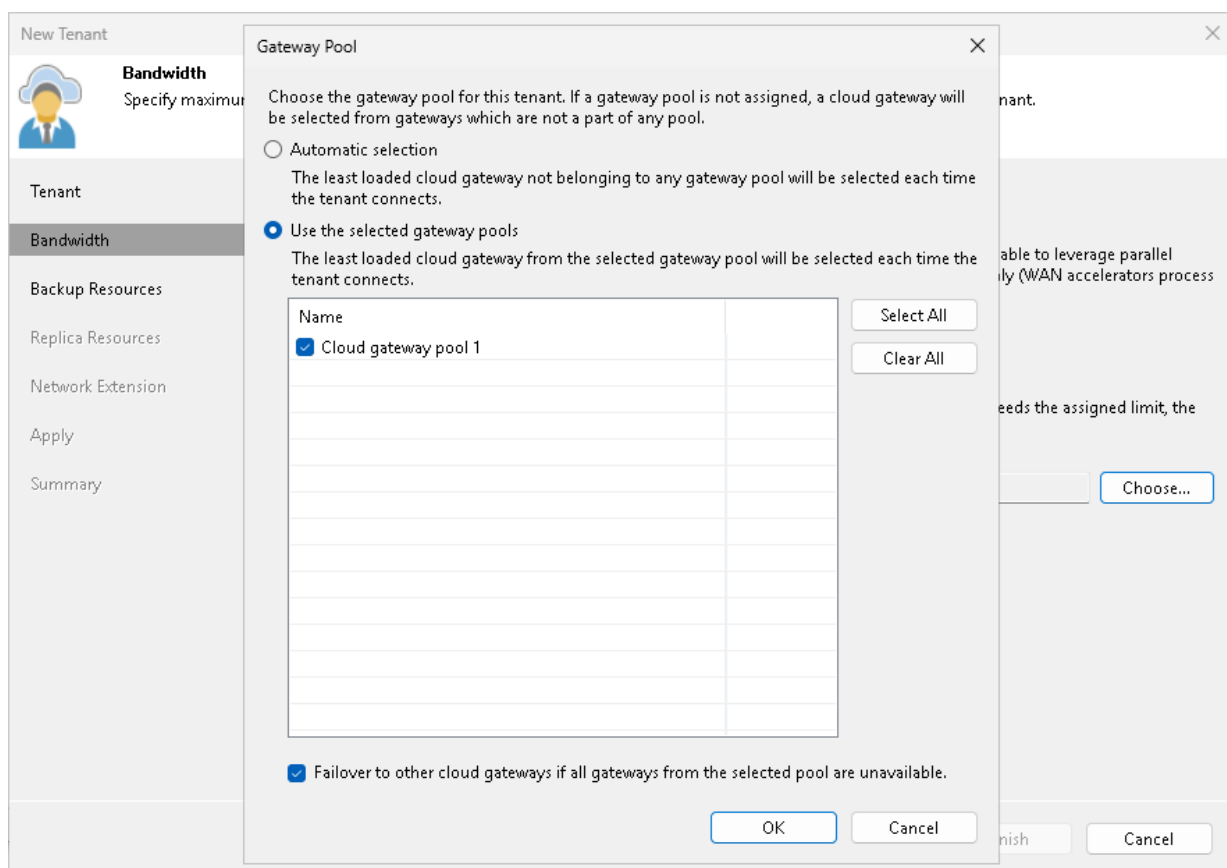 New Tenant
Bandwidth
Specify
nant.
Tenant
Bandwidth
Backup Resources
Replica Resources
Network Extension
Apply
Summary
able to leverage parallel
(WAN accelerators process
the assigned limit, the
Choose...
Cancel
Gateway Pool
Choose the gateway pool for this tenant. If a gateway pool is not assigned, a cloud gateway will
be selected from gateways which are not a part of any pool.
Automatic selection
The least loaded cloud gateway not belonging to any gateway pool will be selected each time
the tenant connects.
Use the selected gateway pools
The least loaded cloud gateway from the selected gateway pool will be selected each time the
tenant connects.
Name
Cloud gateway pool 1
Select All
Clear All
Failover to other cloud gateways if all gateways from the selected pool are unavailable.
OK
Cancel